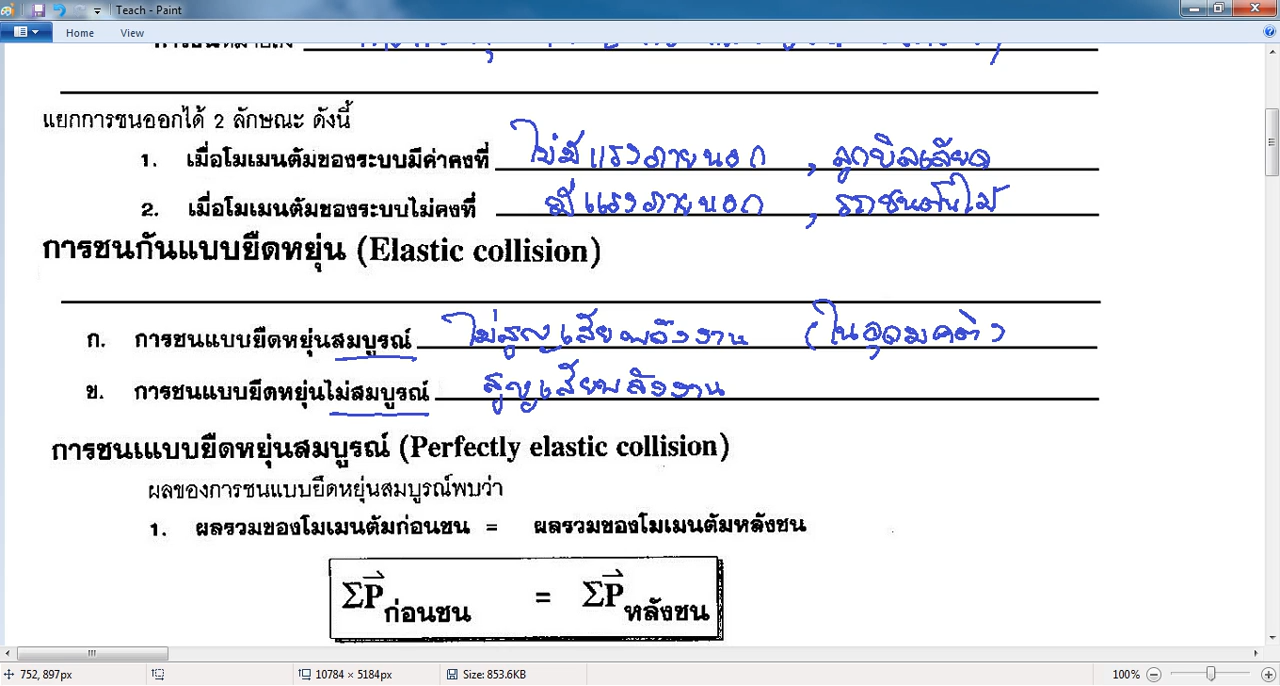 Teach - Paint
Home View
แยกการชนออกได้ 2 ลักษณะ ดังนี้
1. เมื่อโมเมนตัมของระบบมีค่าคงที่ ไม่มีแรงภายนอก , ลูกบิลเลียด
2. เมื่อโมเมนตัมของระบบไม่คงที่ มีแรงภายนอก , รถชนต้นไม้
การชนกันแบบยืดหยุ่น (Elastic collision)
ก. การชนแบบยืดหยุ่นสมบูรณ์ ไม่สูญเสียพลังงาน (ในอุดมคติ)
ข. การชนแบบยืดหยุ่นไม่สมบูรณ์ สูญเสียพลังงาน
การชนแบบยืดหยุ่นสมบูรณ์ (Perfectly elastic collision)
ผลของการชนแบบยืดหยุ่นสมบูรณ์พบว่า
1. ผลรวมของโมเมนตัมก่อนชน = ผลรวมของโมเมนตัมหลังชน
ΣP⃗ก่อนชน = ΣP⃗หลังชน
752, 897px 10784 × 5184px Size: 853.6KB 100%